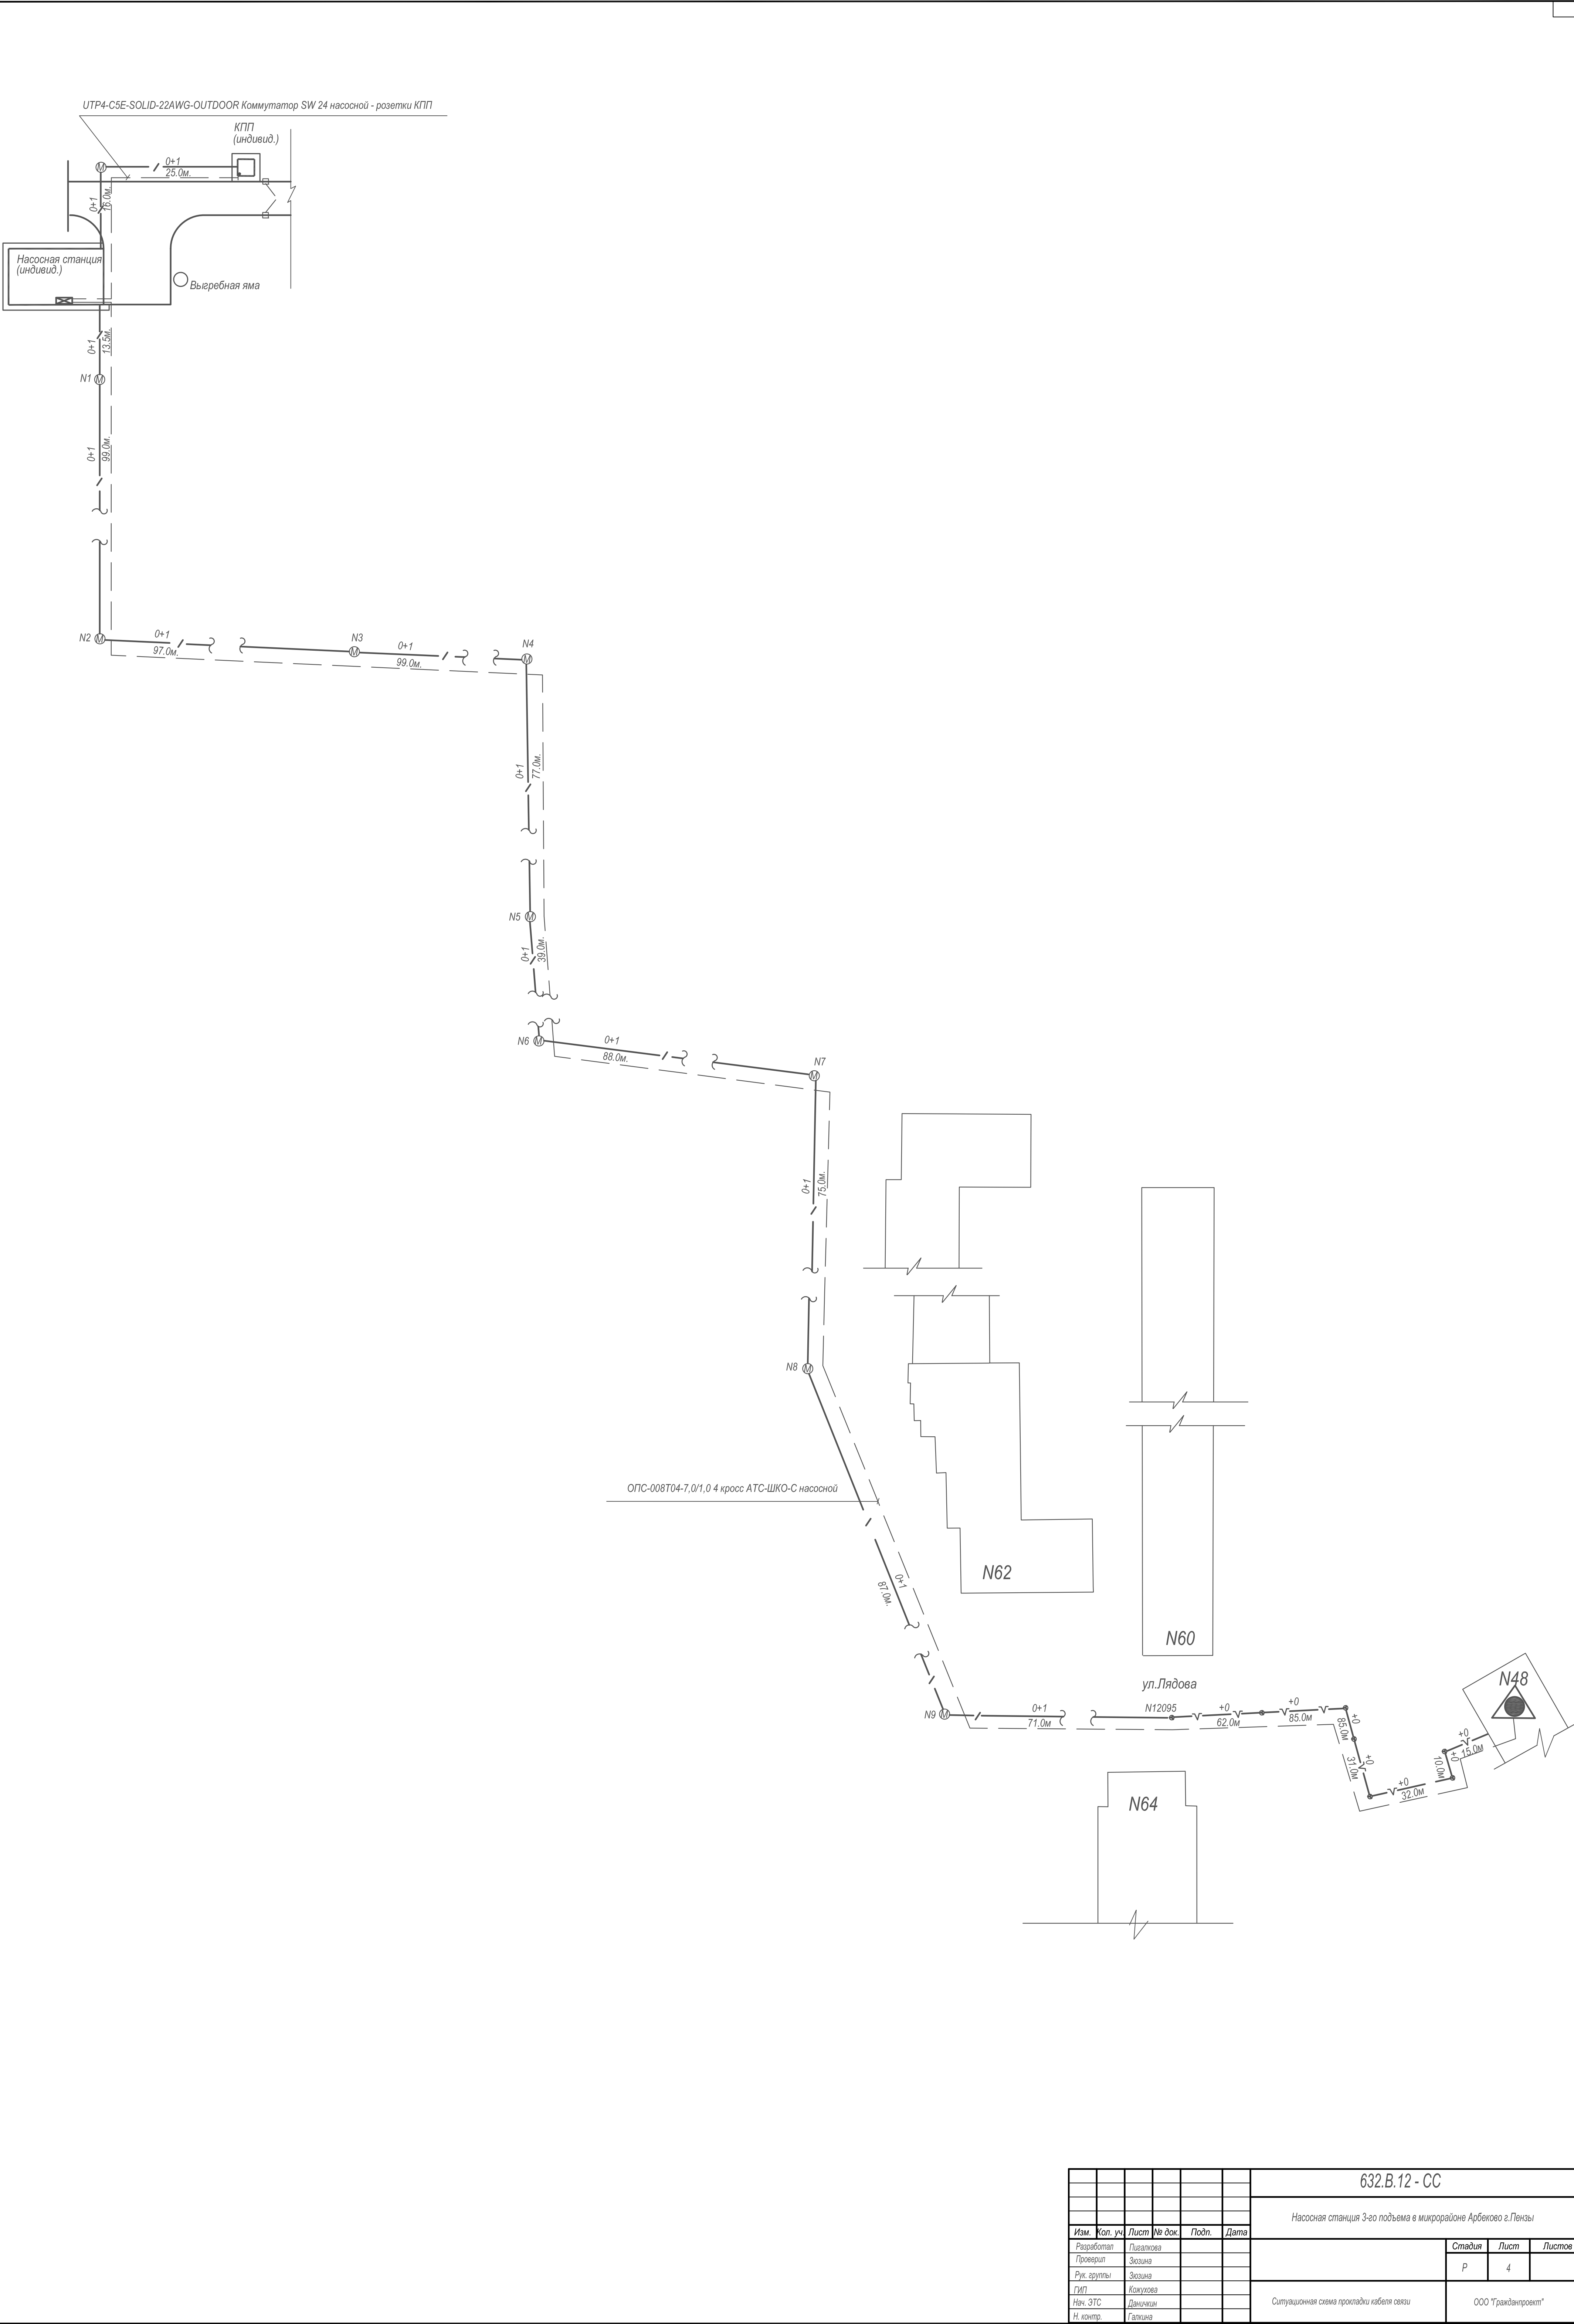 UTP4-C5E-SOLID-22AWG-OUTDOOR Коммутатор SW 24 насосной - розетки КПП
КПП
(индивид.)
М
0+1
25.0м.
0+1
16.0м.
Насосная станция
(индивид.)
Выгребная яма
0+1
13.5м.
N1
М
0+1
99.0м.
N2
М
0+1
97.0м.
N3
М
0+1
99.0м.
N4
М
0+1
77.0м.
N5
М
0+1
39.0м.
N6
М
0+1
88.0м.
N7
М
0+1
75.0м.
N8
М
ОПС-008Т04-7,0/1,0 4 кросс АТС-ШКО-С насосной
0+1
87.0м.
N62
N60
ул.Лядова
N48
N9
М
0+1
71.0м
N12095
+0
62.0м
+0
85.0м
+0
85.0м
+0
31.0м
+0
32.0м
+0
10.0м
+0
15.0м
N64
632.В.12 - СС
Насосная станция 3-го подъема в микрорайоне Арбеково г.Пензы
Изм. Кол. уч. Лист № док. Подп. Дата
Разработал Пигалкова
Проверил Зюзина
Рук. группы Зюзина
ГИП Кожухова
Нач. ЭТС Даничкин
Н. контр. Галкина
Стадия Лист Листов
Р 4
Ситуационная схема прокладки кабеля связи
ООО "Гражданпроект"